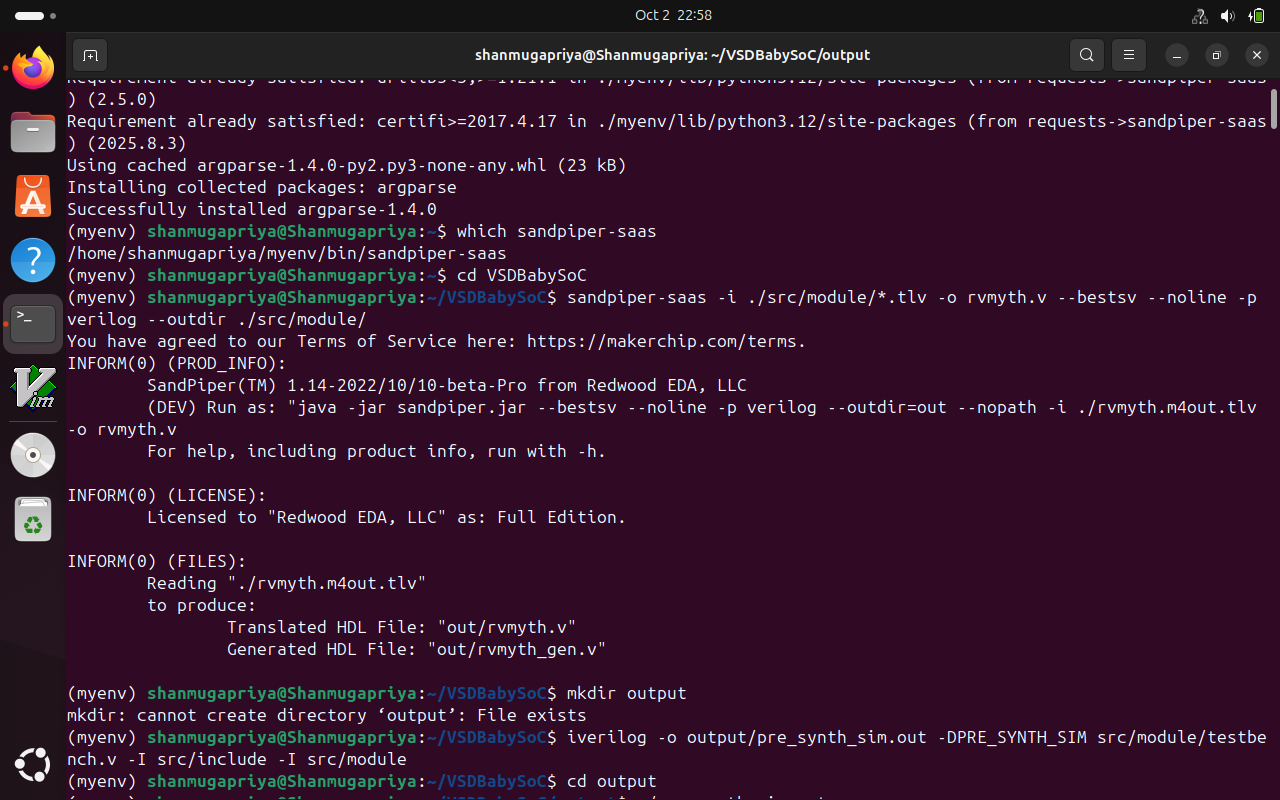 Oct 2 22:58
shanmugapriya@Shanmugapriya: ~/VSDBabySoC/output
) (2.5.0)
Requirement already satisfied: certifi>=2017.4.17 in ./myenv/lib/python3.12/site-packages (from requests->sandpiper-saas
) (2025.8.3)
Using cached argparse-1.4.0-py2.py3-none-any.whl (23 kB)
Installing collected packages: argparse
Successfully installed argparse-1.4.0
(myenv) shanmugapriya@Shanmugapriya:~$ which sandpiper-saas
/home/shanmugapriya/myenv/bin/sandpiper-saas
(myenv) shanmugapriya@Shanmugapriya:~$ cd VSDBabySoC
(myenv) shanmugapriya@Shanmugapriya:~/VSDBabySoC$ sandpiper-saas -i ./src/module/*.tlv -o rvmyth.v --bestsv --noline -p
verilog --outdir ./src/module/
You have agreed to our Terms of Service here: https://makerchip.com/terms.
INFORM(0) (PROD_INFO):
SandPiper(TM) 1.14-2022/10/10-beta-Pro from Redwood EDA, LLC
(DEV) Run as: "java -jar sandpiper.jar --bestsv --noline -p verilog --outdir=out --nopath -i ./rvmyth.m4out.tlv
-o rvmyth.v
For help, including product info, run with -h.
INFORM(0) (LICENSE):
Licensed to "Redwood EDA, LLC" as: Full Edition.
INFORM(0) (FILES):
Reading "./rvmyth.m4out.tlv"
to produce:
Translated HDL File: "out/rvmyth.v"
Generated HDL File: "out/rvmyth_gen.v"
(myenv) shanmugapriya@Shanmugapriya:~/VSDBabySoC$ mkdir output
mkdir: cannot create directory ‘output’: File exists
(myenv) shanmugapriya@Shanmugapriya:~/VSDBabySoC$ iverilog -o output/pre_synth_sim.out -DPRE_SYNTH_SIM src/module/testbe
nch.v -I src/include -I src/module
(myenv) shanmugapriya@Shanmugapriya:~/VSDBabySoC$ cd output